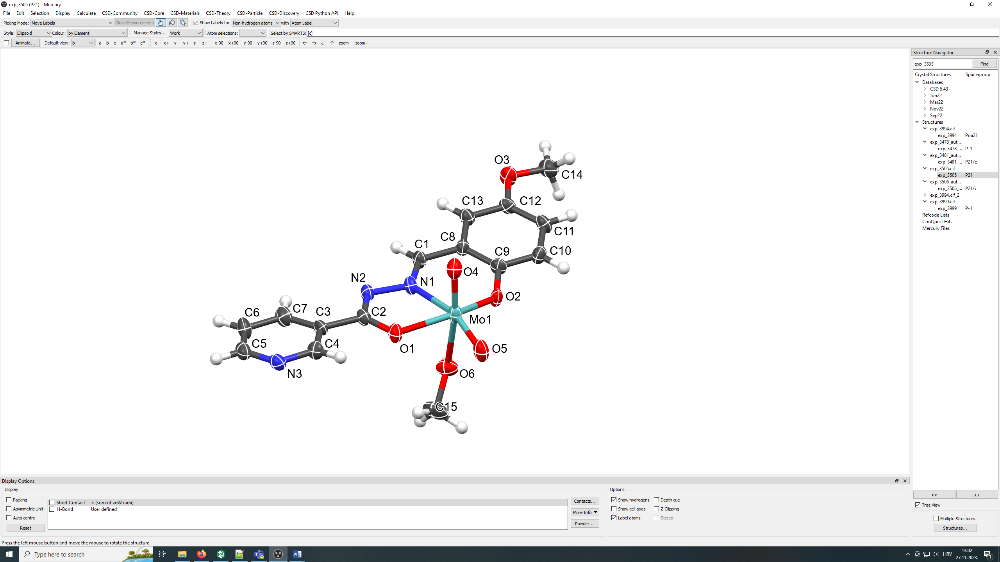 exp_3505 (P21) - Mercury
File Edit Selection Display Calculate CSD-Community CSD-Core CSD-Materials CSD-Theory CSD-Particle CSD-Discovery CSD Python API Help
Picking Mode: Move Labels Clear Measurements Show Labels for Non-hydrogen atoms with Atom Label
Style: Ellipsoid Colour: by Element Manage Styles... Work Atom selections: Select by SMARTS: [c]
Animate... Default view: b a b c a* b* c* x- x+ y- y+ z- z+ x-90 x+90 y-90 y+90 z-90 z+90 ← → ↓ ↑ zoom- zoom+
O3
C14
C13
C12
C11
C8
C1
C9
C10
O4
N2
N1
O2
C7
C6
C3
C2
Mo1
C5
C4
O1
O5
N3
O6
C15
Structure Navigator
exp_3505 Find
Crystal Structures Spacegroup
Databases
CSD 5.43
Jun22
Mar22
Nov22
Sep22
Structures
exp_3994.cif
exp_3994 Pna21
exp_3478_aut...
exp_3478_... P-1
exp_3481_aut...
exp_3481_... P21/c
exp_3505.cif
exp_3505 P21
exp_3506_aut...
exp_3506_... P21/c
exp_3994.cif_2
exp_3999.cif
exp_3999 P-1
Refcode Lists
ConQuest Hits
Mercury Files
<< >>
Tree View
Multiple Structures
Structures...
Display Options
Display
Packing
Asymmetric Unit
Auto centre
Reset
Short Contact < (sum of vdW radii)
H-Bond User defined
Contacts...
More Info
Powder...
Options
Show hydrogens Depth cue
Show cell axes Z-Clipping
Label atoms Stereo
Press the left mouse button and move the mouse to rotate the structure
Type here to search
HRV
13:02
27.11.2023.
1